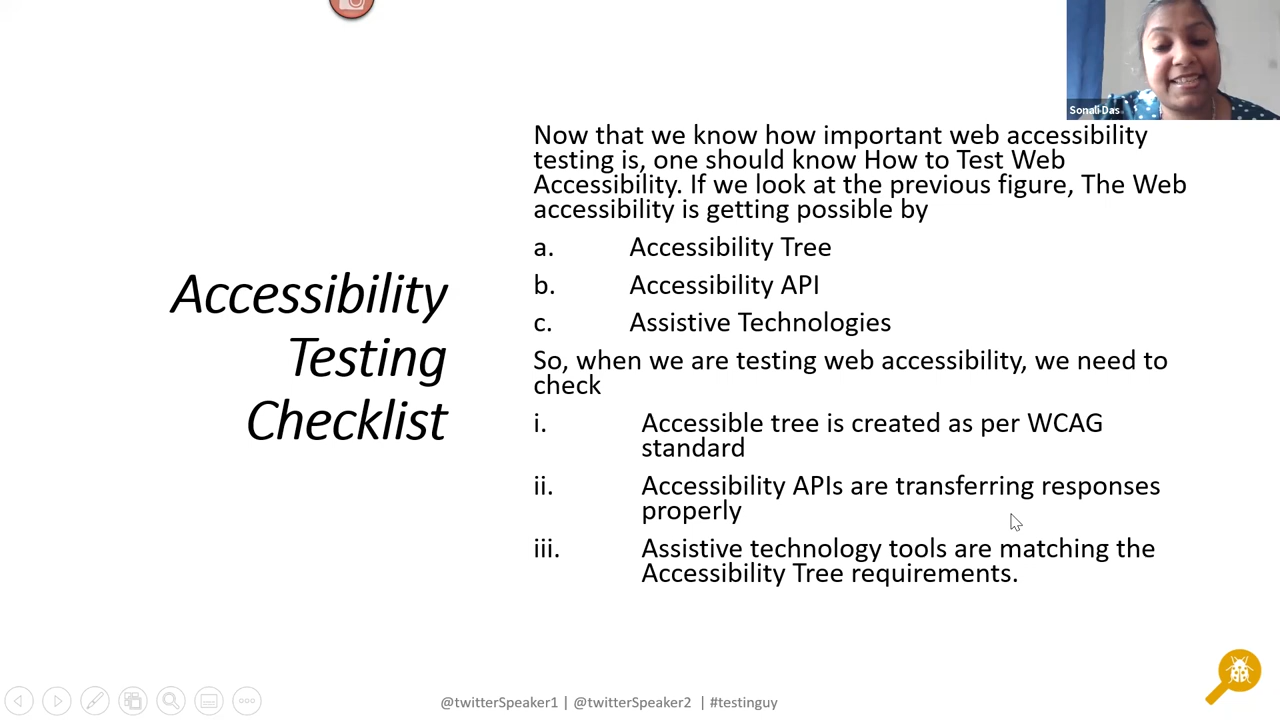 Sonali Das
Accessibility
Testing
Checklist
Now that we know how important web accessibility
testing is, one should know How to Test Web
Accessibility. If we look at the previous figure, The Web
accessibility is getting possible by
a. Accessibility Tree
b. Accessibility API
c. Assistive Technologies
So, when we are testing web accessibility, we need to
check
i. Accessible tree is created as per WCAG
standard
ii. Accessibility APIs are transferring responses
properly
iii. Assistive technology tools are matching the
Accessibility Tree requirements.
@twitterSpeaker1 | @twitterSpeaker2 | #testinguy